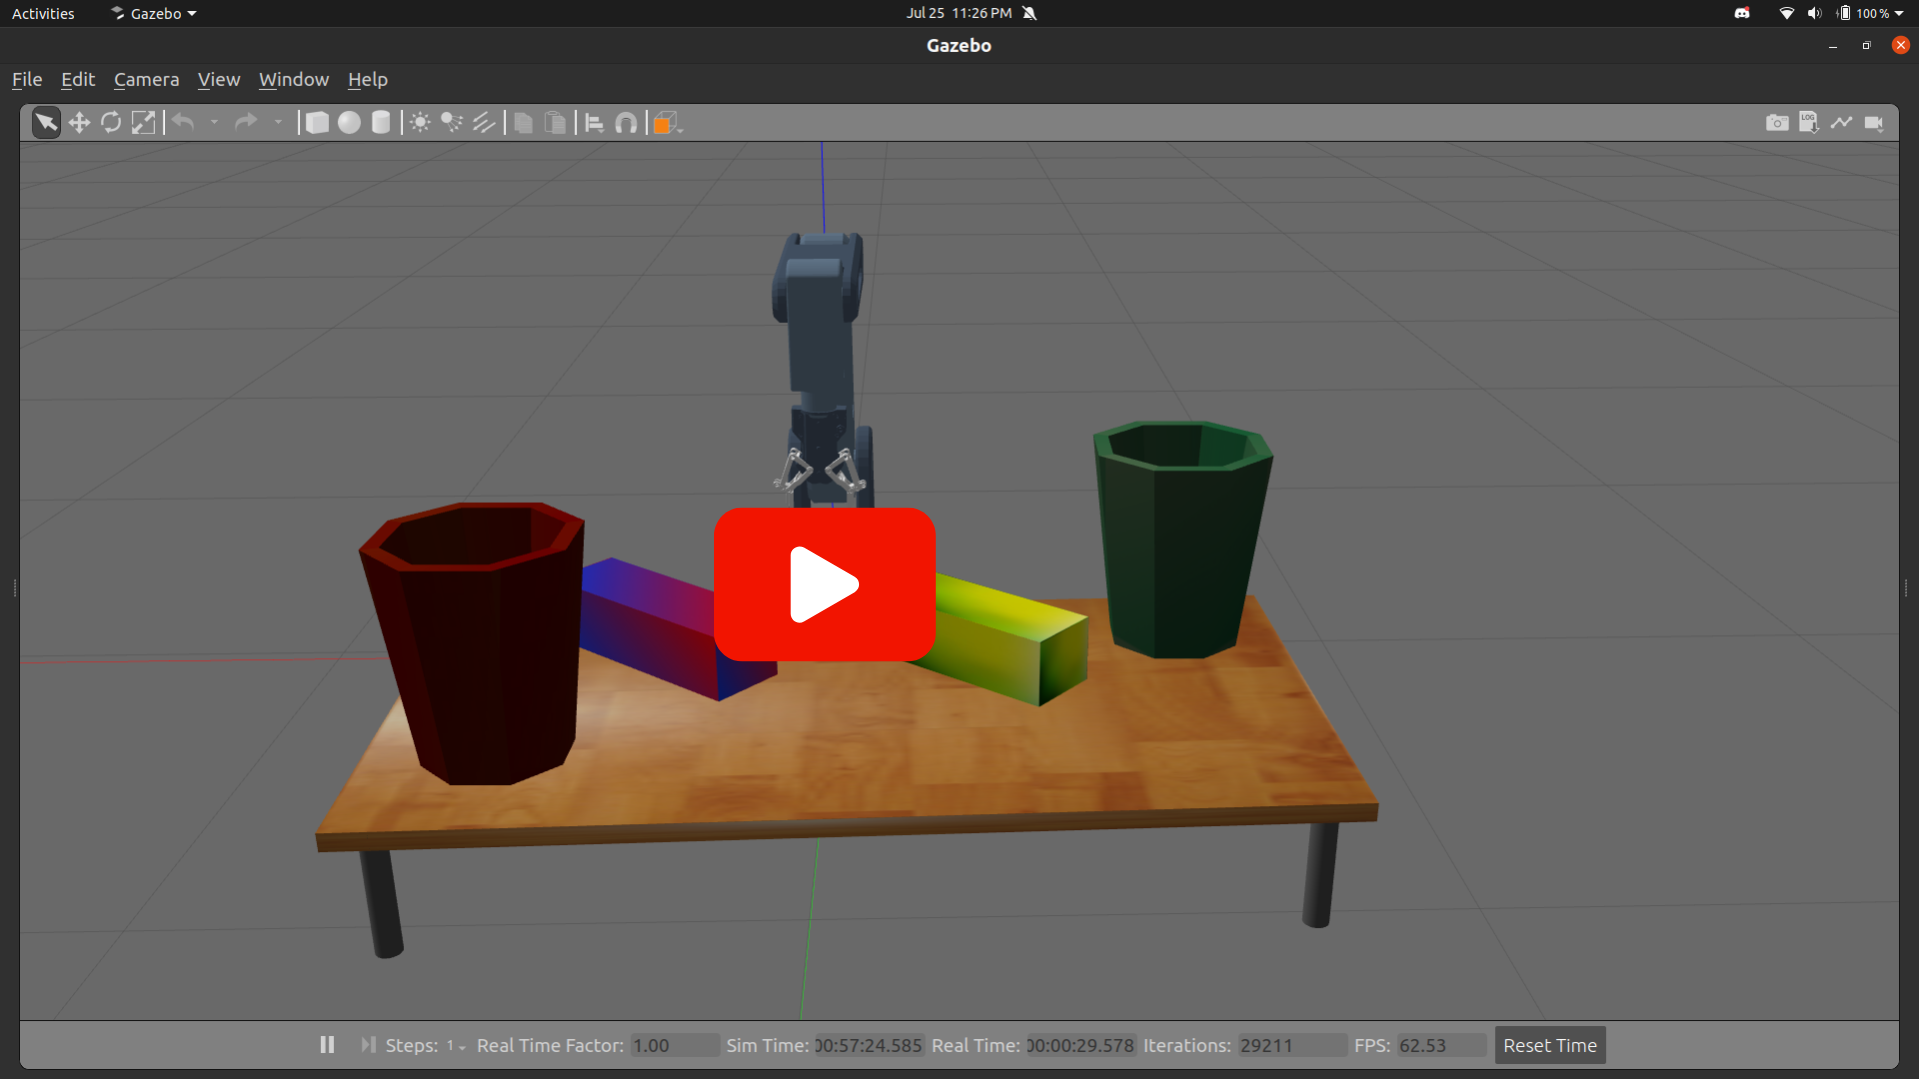 Activities Gazebo Jul 25 11:26 PM 100 %
Gazebo
File Edit Camera View Window Help
LOG
Steps: 1 Real Time Factor: 1.00 Sim Time: 00:57:24.585 Real Time: 00:00:29.578 Iterations: 29211 FPS: 62.53 Reset Time